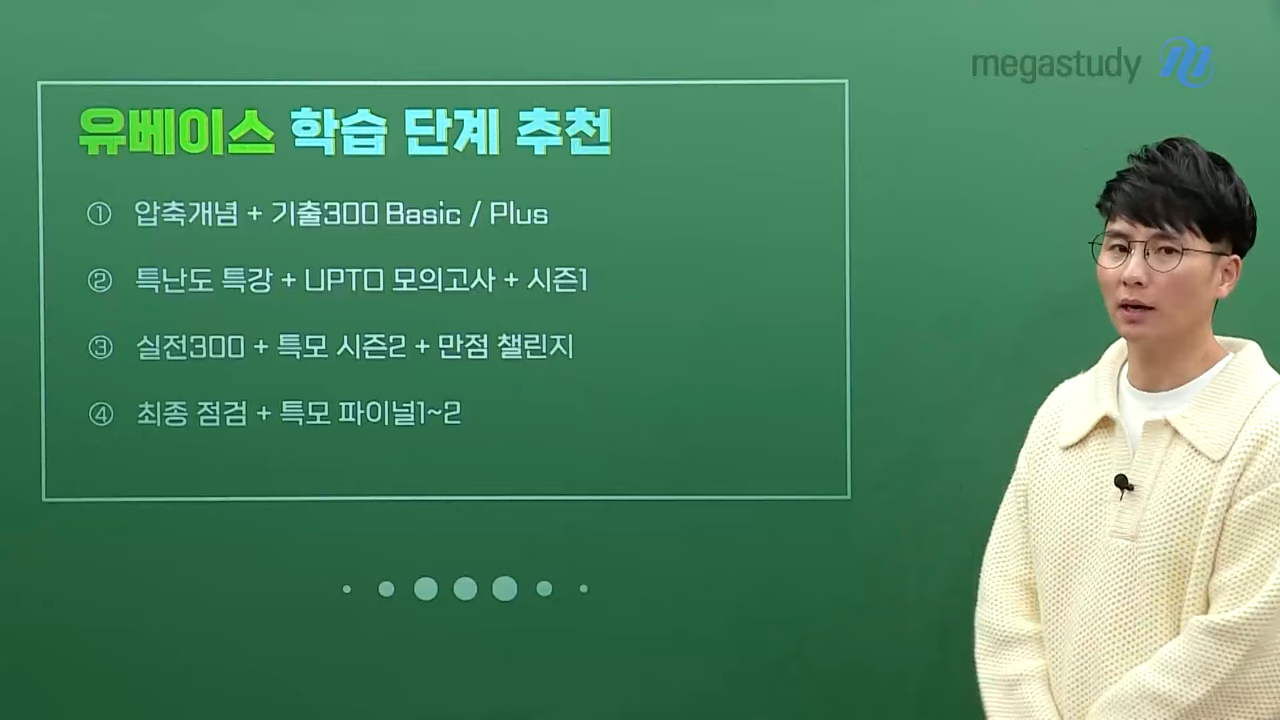 megastudy
유베이스 학습 단계 추천
① 압축개념 + 기출300 Basic / Plus
② 특난도 특강 + UPTO 모의고사 + 시즌1
③ 실전300 + 특모 시즌2 + 만점 챌린지
④ 최종 점검 + 특모 파이널1~2